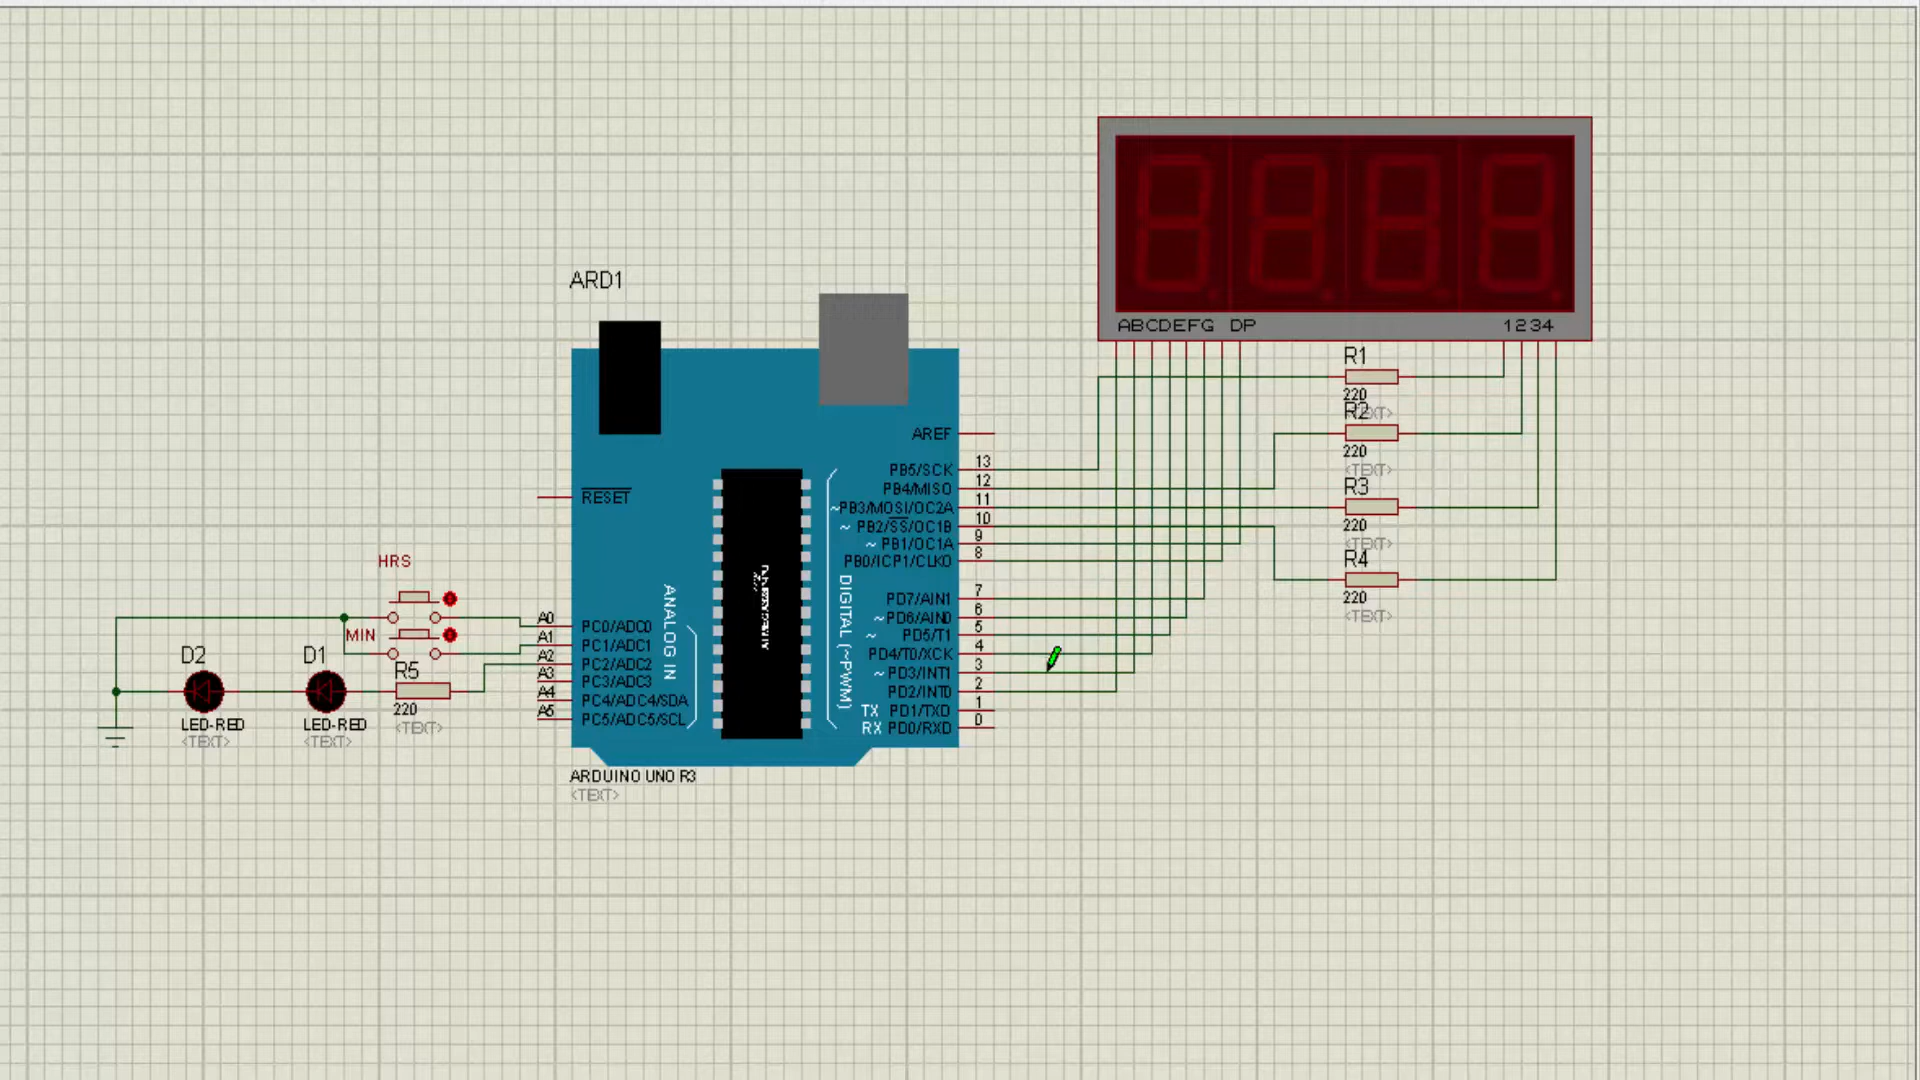 ABCDEFG DP
1234
R1
220
<TEXT>
R2
220
<TEXT>
R3
220
<TEXT>
R4
220
<TEXT>
ARD1
AREF
RESET
PB5/SCK 13
PB4/MISO 12
~PB3/MOSI/OC2A 11
~ PB2/SS/OC1B 10
~ PB1/OC1A 9
PB0/ICP1/CLKO 8
PD7/AIN1 7
~PD6/AIN0 6
~ PD5/T1 5
PD4/T0/XCK 4
~PD3/INT1 3
PD2/INT0 2
TX PD1/TXD 1
RX PD0/RXD 0
DIGITAL (~PWM)
ANALOG IN
A0 PC0/ADC0
A1 PC1/ADC1
A2 PC2/ADC2
A3 PC3/ADC3
A4 PC4/ADC4/SDA
A5 PC5/ADC5/SCL
ARDUINO UNO R3
<TEXT>
HRS
MIN
D2
LED-RED
<TEXT>
D1
LED-RED
<TEXT>
R5
220
<TEXT>